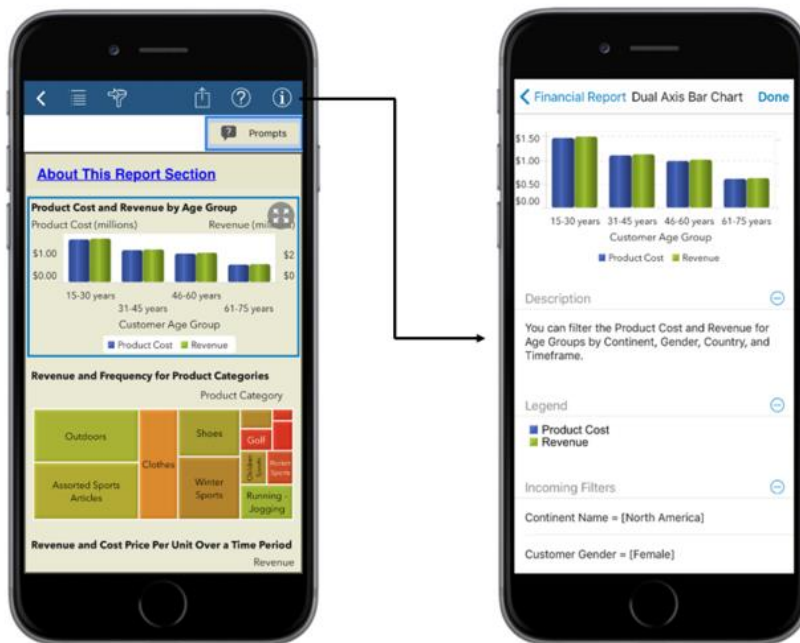 Prompts
About This Report Section
Product Cost and Revenue by Age Group
Product Cost (millions) Revenue
$1.00 $2
$0.00 $0
15-30 years 46-60 years
31-45 years 61-75 years
Customer Age Group
Product Cost Revenue
Revenue and Frequency for Product Categories
Product Category
Outdoors
Clothes
Shoes
Golf
Assorted Sports
Articles
Winter
Sports
Running -
Jogging
Revenue and Cost Price Per Unit Over a Time Period
Revenue
Financial Report Dual Axis Bar Chart Done
$1.50
$1.00
$0.50
$0.00
15-30 years 31-45 years 46-60 years 61-75 years
Customer Age Group
Product Cost Revenue
Description
You can filter the Product Cost and Revenue for
Age Groups by Continent, Gender, Country, and
Timeframe.
Legend
Product Cost
Revenue
Incoming Filters
Continent Name = [North America]
Customer Gender = [Female]